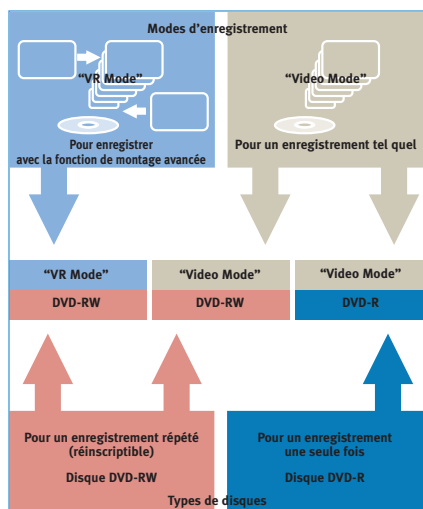 Modes d'enregistrement
“VR Mode”
“Video Mode”
Pour enregistrer
avec la fonction de montage avancée
Pour un enregistrement tel quel
“VR Mode”
“Video Mode”
“Video Mode”
DVD-RW
DVD-RW
DVD-R
Pour un enregistrement répété
(réinscriptible)
Disque DVD-RW
Pour un enregistrement
une seule fois
Disque DVD-R
Types de disques